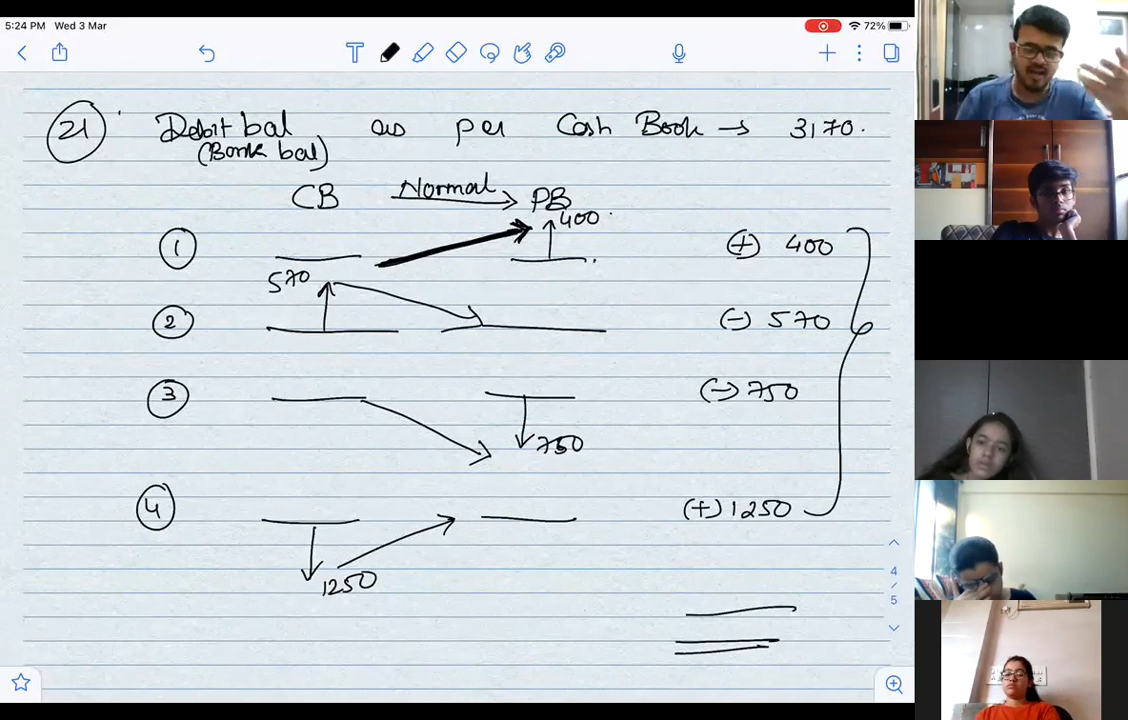 5:24 PM Wed 3 Mar
72%
T
21 Debit bal as per Cash Book → 3170.
(Bank bal)
CB Normal PB
400
1 (+) 400
570
2 (-) 570
3 (-) 750
750
4 (+) 1250
1250
4
/
5